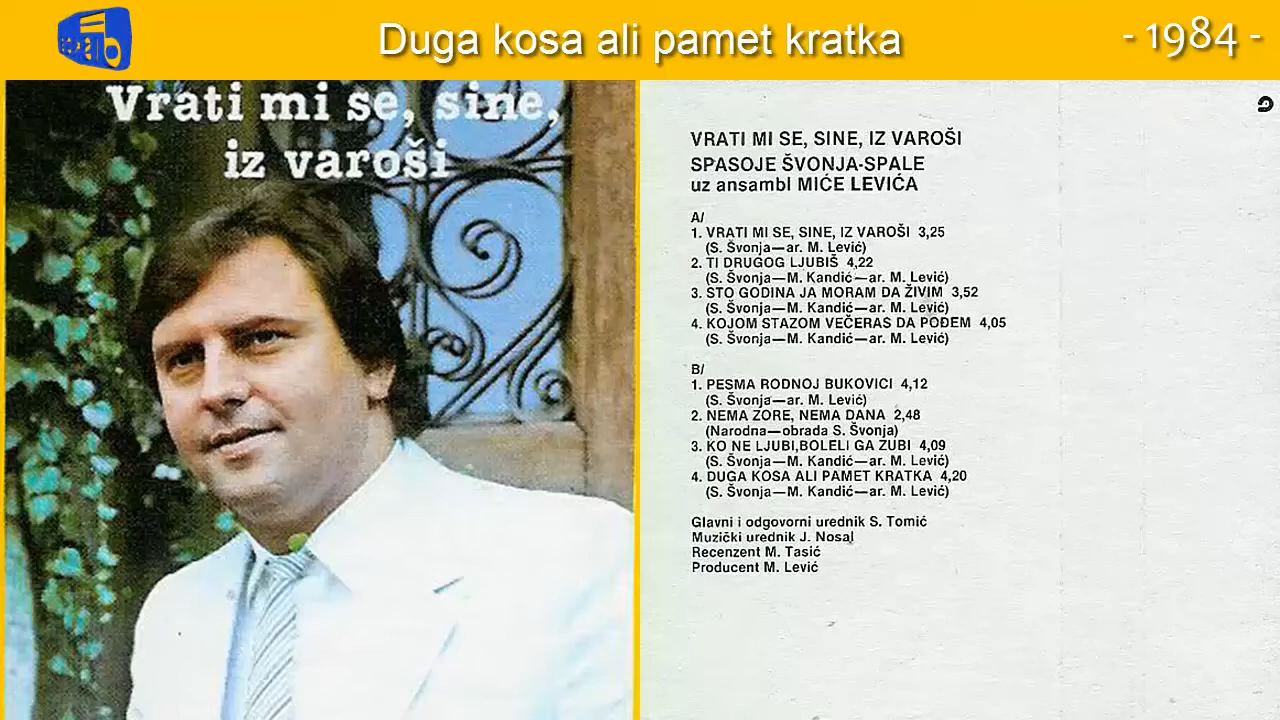 Duga kosa ali pamet kratka
- 1984 -
Vrati mi se, sine,
iz varoši
VRATI MI SE, SINE, IZ VAROŠI
SPASOJE ŠVONJA-SPALE
uz ansambl MIĆE LEVIĆA
A/
1. VRATI MI SE, SINE, IZ VAROŠI 3,25
(S. Švonja—ar. M. Lević)
2. TI DRUGOG LJUBIŠ 4,22
(S. Švonja—M. Kandić—ar. M. Lević)
3. STO GODINA JA MORAM DA ŽIVIM 3,52
(S. Švonja—M. Kandić—ar. M. Lević)
4. KOJOM STAZOM VEČERAS DA POĐEM 4,05
(S. Švonja—M. Kandić—ar. M. Lević)
B/
1. PESMA RODNOJ BUKOVICI 4,12
(S. Švonja—ar. M. Lević)
2. NEMA ZORE, NEMA DANA 2,48
(Narodna—obrada S. Švonja)
3. KO NE LJUBI,BOLELI GA ZUBI 4,09
(S. Švonja—M. Kandić—ar. M. Lević)
4. DUGA KOSA ALI PAMET KRATKA 4,20
(S. Švonja—M. Kandić—ar. M. Lević)
Glavni i odgovorni urednik S. Tomić
Muzički urednik J. Nosal
Recenzent M. Tasić
Producent M. Lević